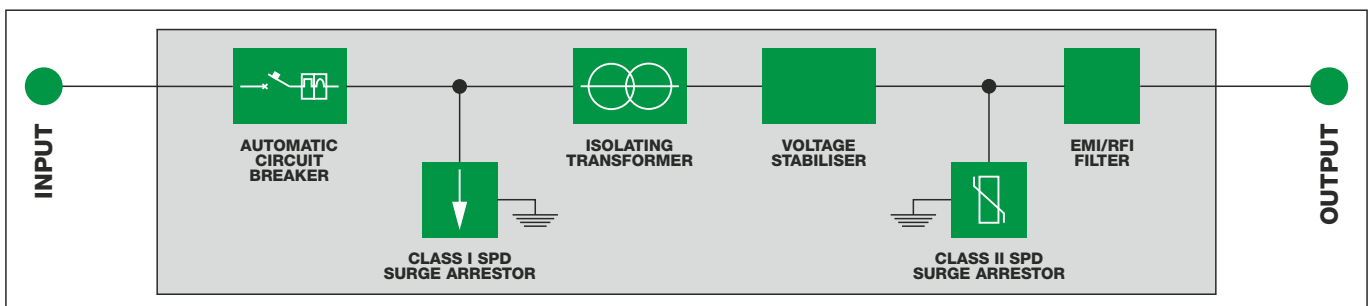 INPUT
AUTOMATIC
CIRCUIT
BREAKER
ISOLATING
TRANSFORMER
VOLTAGE
STABILISER
EMI/RFI
FILTER
CLASS I SPD
SURGE ARRESTOR
CLASS II SPD
SURGE ARRESTOR
OUTPUT